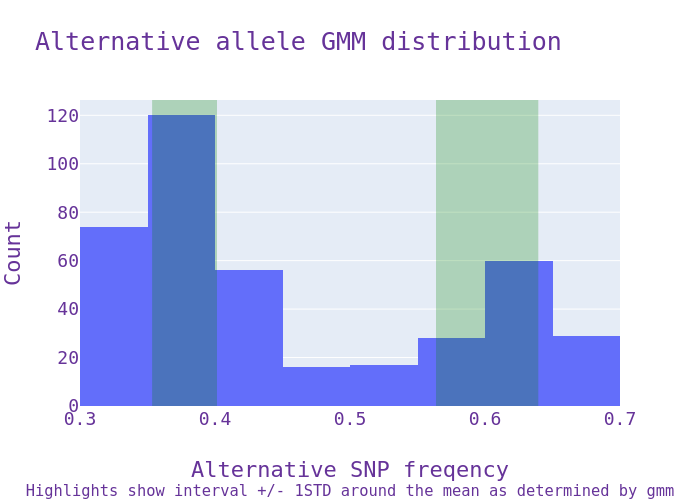 Alternative allele GMM distribution
120
100
80
60
40
20
0
Count
0.3 0.4 0.5 0.6 0.7
Alternative SNP freqency
Highlights show interval +/- 1STD around the mean as determined by gmm